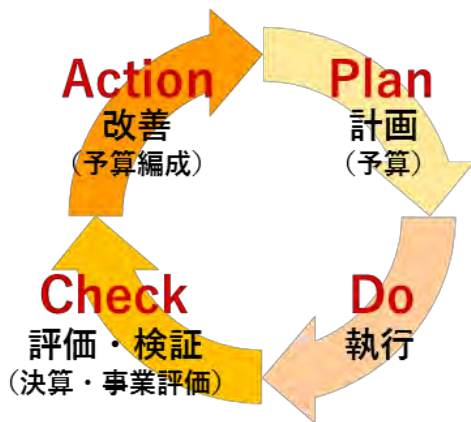 Action
改善
（予算編成）
Plan
計画
（予算）
Check
評価・検証
（決算・事業評価）
Do
執行